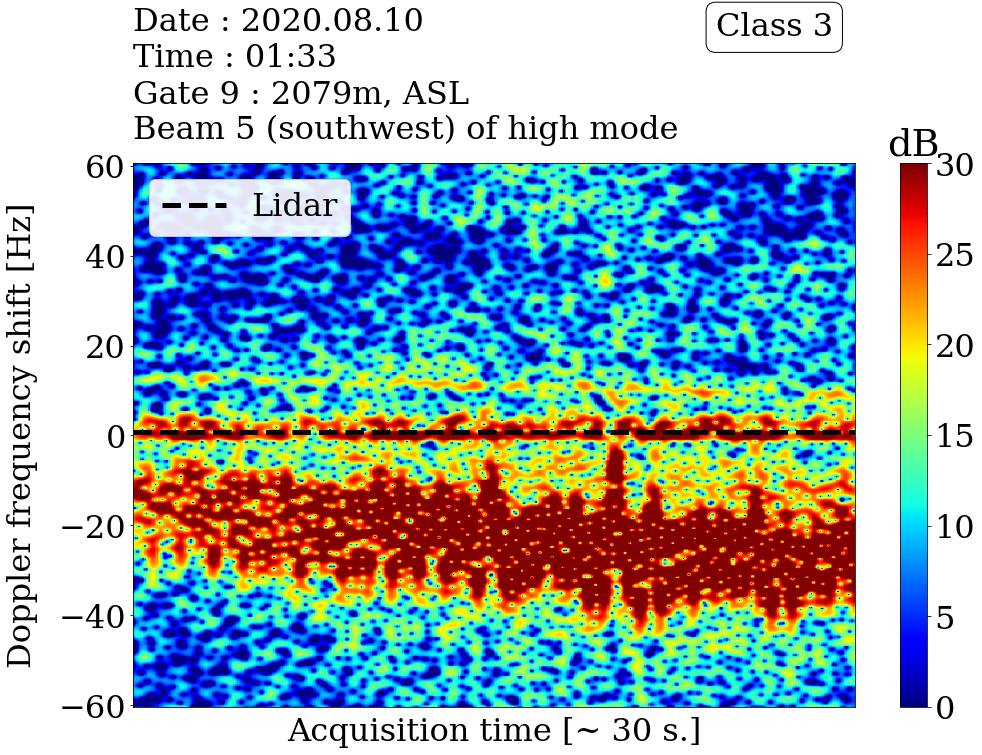 Date : 2020.08.10
Time : 01:33
Gate 9 : 2079m, ASL
Beam 5 (southwest) of high mode
Class 3
dB
Lidar
Doppler frequency shift [Hz]
60
40
20
0
−20
−40
−60
30
25
20
15
10
5
0
Acquisition time [~ 30 s.]